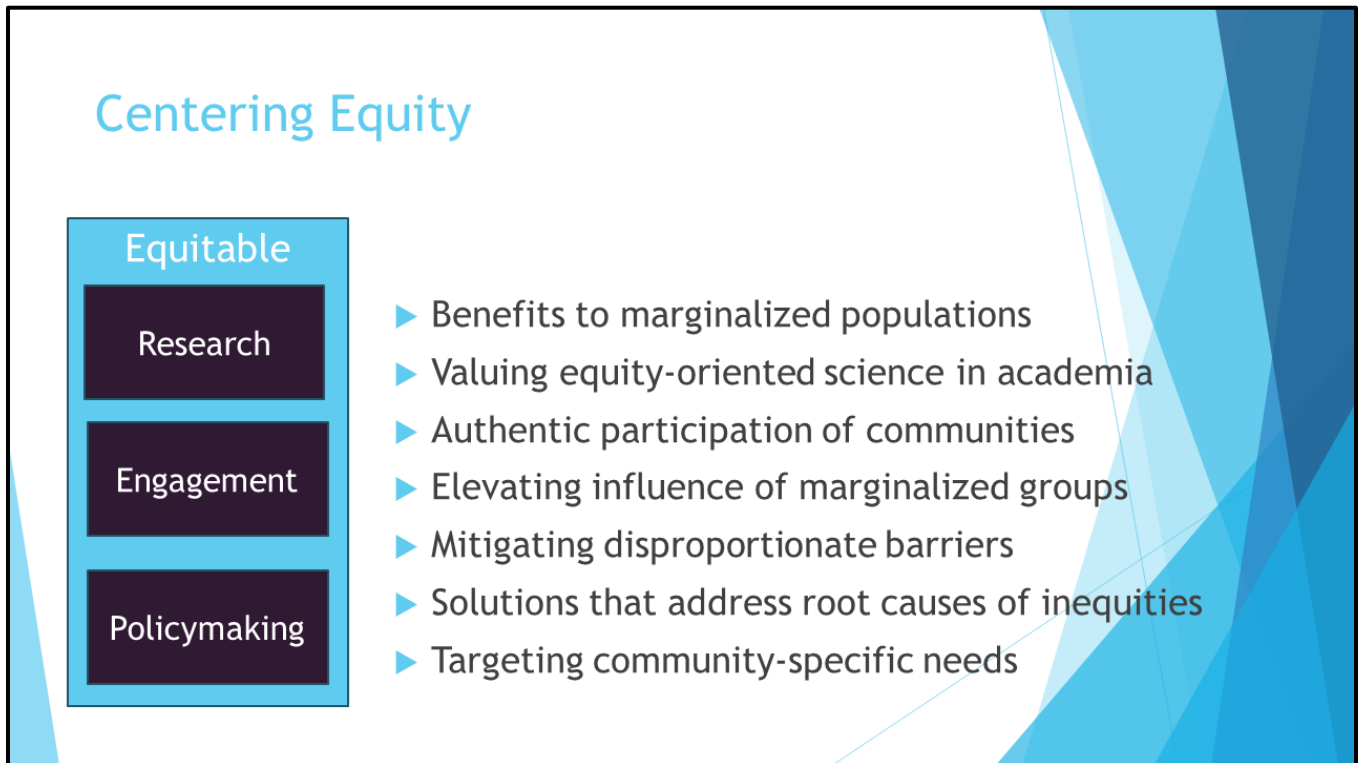 Centering Equity
Equitable
Research
Engagement
Policymaking
Benefits to marginalized populations
Valuing equity-oriented science in academia
Authentic participation of communities
Elevating influence of marginalized groups
Mitigating disproportionate barriers
Solutions that address root causes of inequities
Targeting community-specific needs